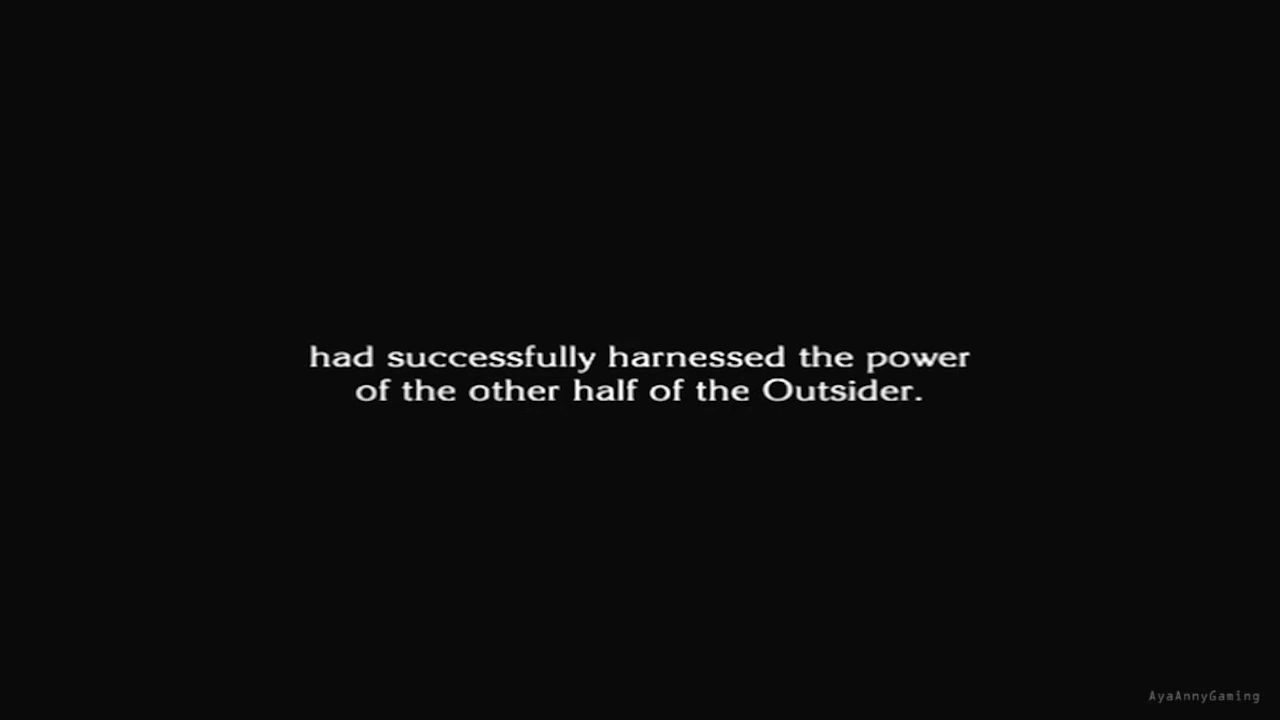 had successfully harnessed the power
of the other half of the Outsider.
AyaAnnyGaming